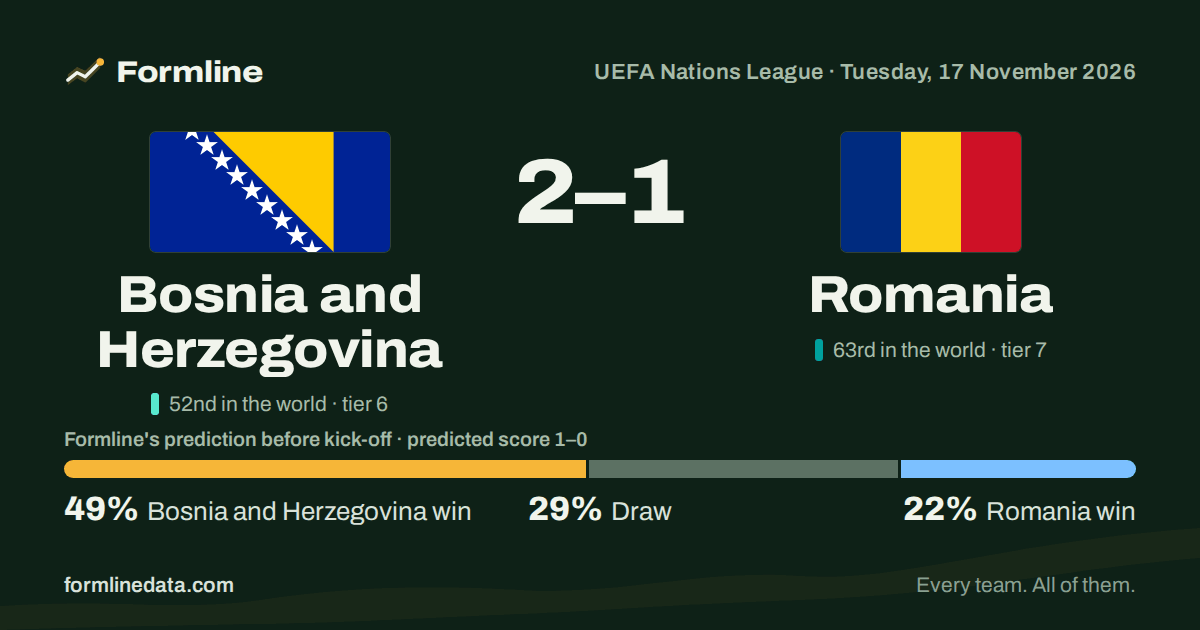 Formline
UEFA Nations League · Tuesday, 17 November 2026
2–1
Bosnia and
Herzegovina
52nd in the world · tier 6
Romania
63rd in the world · tier 7
Formline's prediction before kick-off · predicted score 1–0
49% Bosnia and Herzegovina win
29% Draw
22% Romania win
formlinedata.com
Every team. All of them.